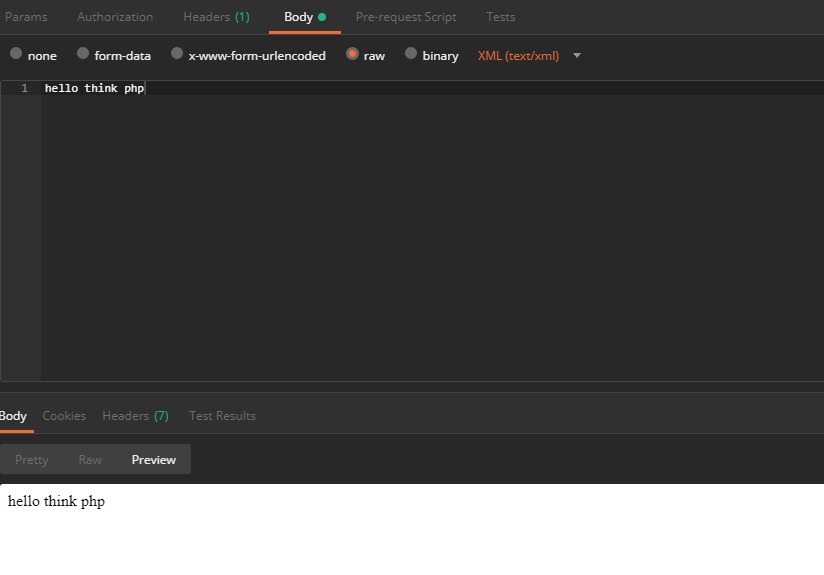 Params Authorization Headers (1) Body Pre-request Script Tests
none form-data x-www-form-urlencoded raw binary XML (text/xml)
1 hello think php
Body Cookies Headers (7) Test Results
Pretty Raw Preview
hello think php